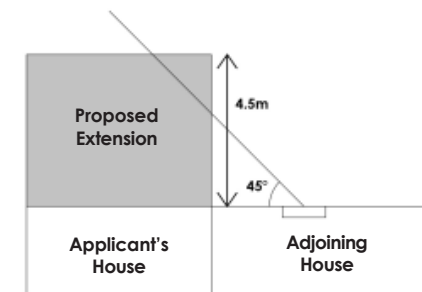 Proposed
Extension
4.5m
45°
Applicant's
House
Adjoining
House